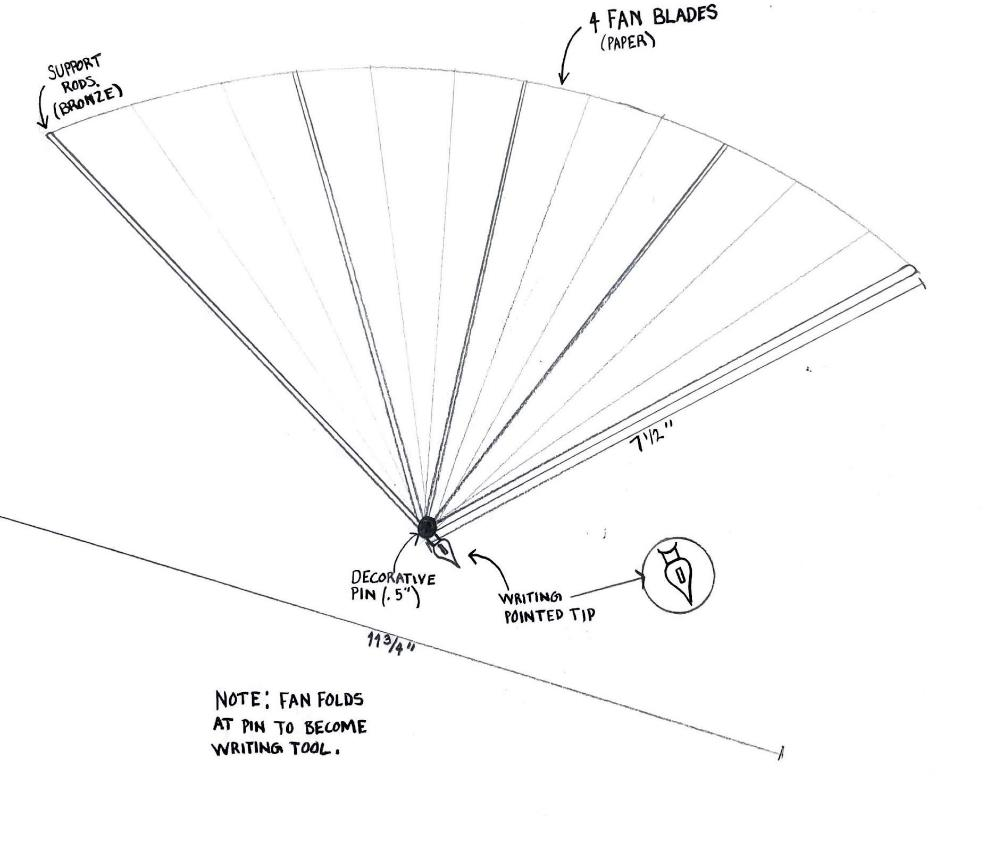 4 FAN BLADES
(PAPER)
SUPPORT
RODS.
(BRONZE)
7 1/2"
DECORATIVE
PIN (.5")
WRITING
POINTED TIP
11 3/4"
NOTE: FAN FOLDS
AT PIN TO BECOME
WRITING TOOL.